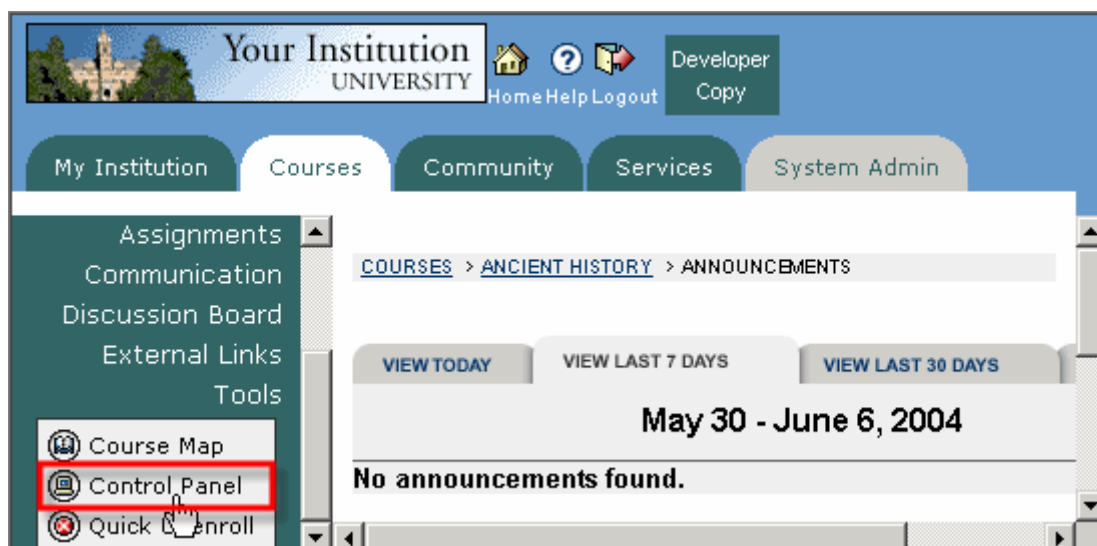 Your Institution
UNIVERSITY
Home Help Logout
Developer
Copy
My Institution Courses Community Services System Admin
Assignments
Communication
Discussion Board
External Links
Tools
Course Map
Control Panel
Quick
COURSES > ANCIENT HISTORY > ANNOUNCEMENTS
VIEW TODAY VIEW LAST 7 DAYS VIEW LAST 30 DAYS
May 30 - June 6, 2004
No announcements found.